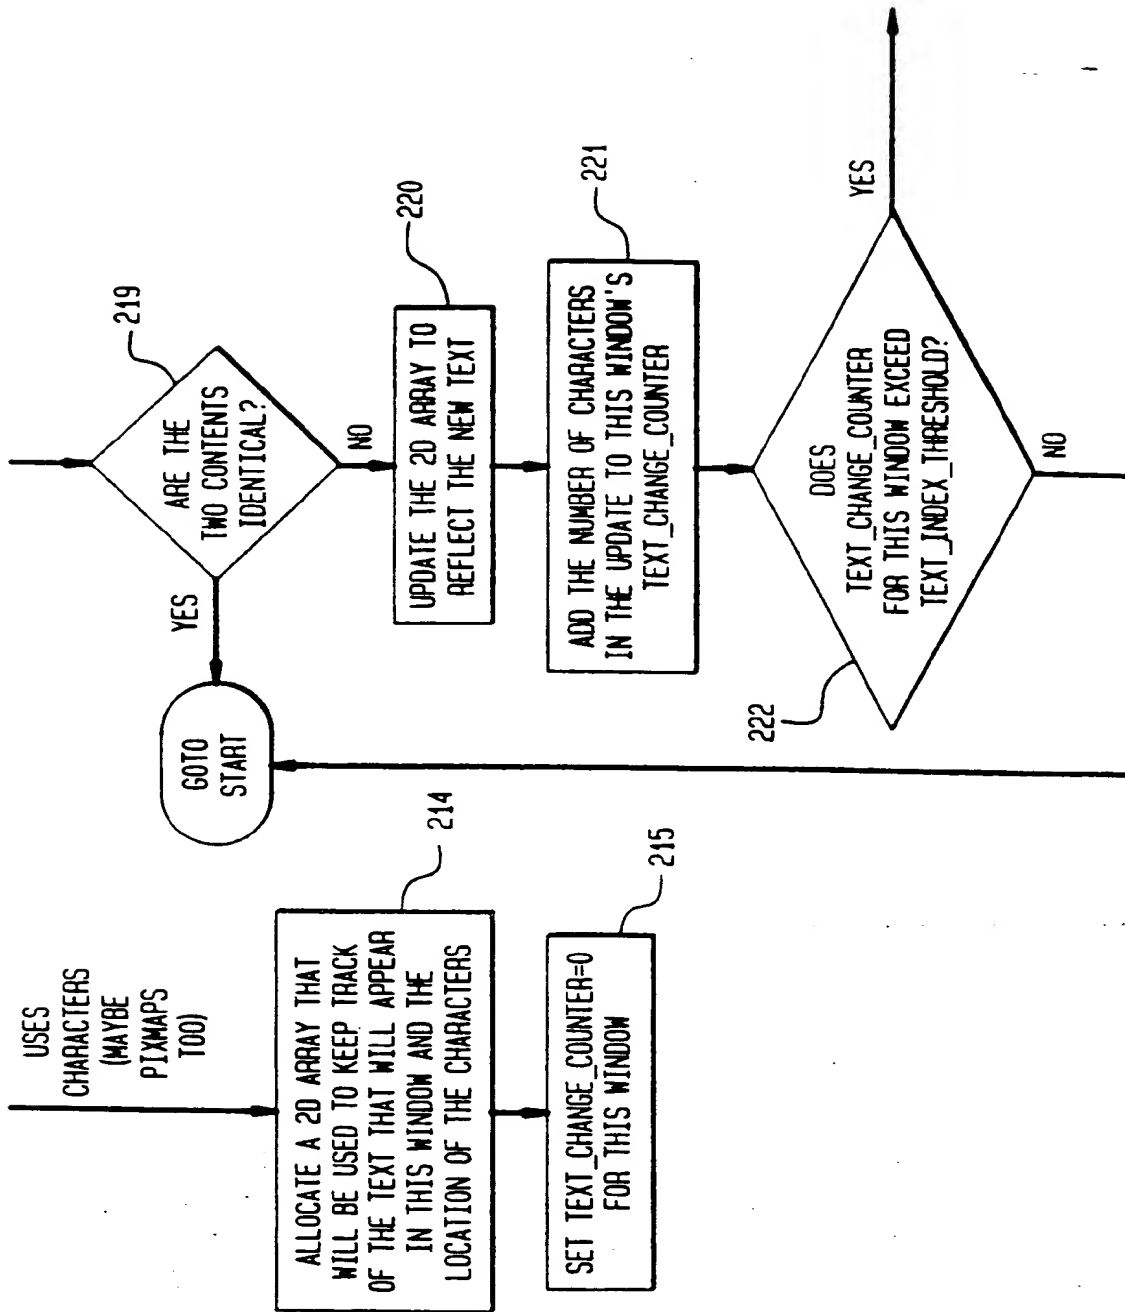 USES
CHARACTERS
(MAYBE
PIXMAPS
TOO)
ALLOCATE A 2D ARRAY THAT
WILL BE USED TO KEEP TRACK
OF THE TEXT THAT WILL APPEAR
IN THIS WINDOW AND THE
LOCATION OF THE CHARACTERS
214
SET TEXT_CHANGE_COUNTER=0
FOR THIS WINDOW
215
GOTO
START
YES
ARE THE
TWO CONTENTS
IDENTICAL?
219
NO
UPDATE THE 2D ARRAY TO
REFLECT THE NEW TEXT
220
ADD THE NUMBER OF CHARACTERS
IN THE UPDATE TO THIS WINDOW'S
TEXT_CHANGE_COUNTER
221
DOES
TEXT_CHANGE_COUNTER
FOR THIS WINDOW EXCEED
TEXT_INDEX_THRESHOLD?
222
YES
NO